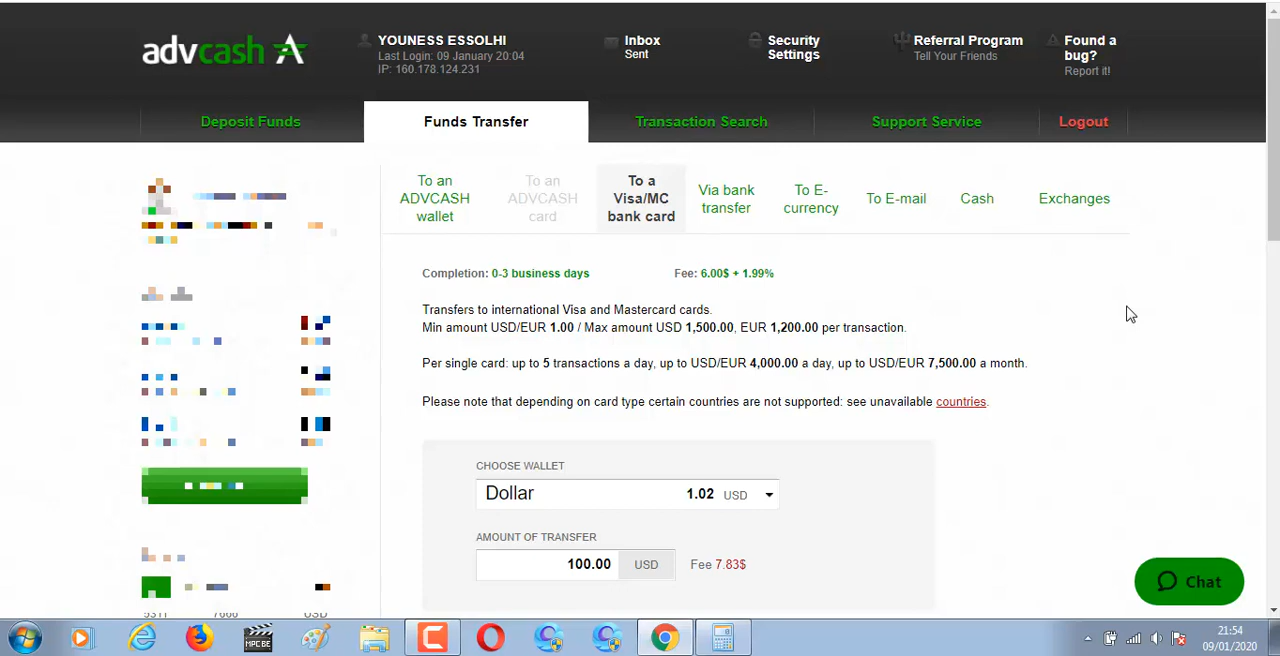 advcash
YOUNESS ESSOLHI
Last Login: 09 January 20:04
IP: 160.178.124.231
Inbox
Sent
Security
Settings
Referral Program
Tell Your Friends
Found a
bug?
Report it!
Deposit Funds
Funds Transfer
Transaction Search
Support Service
Logout
To an
ADVCASH
wallet
To an
ADVCASH
card
To a
Visa/MC
bank card
Via bank
transfer
To E-
currency
To E-mail
Cash
Exchanges
Completion: 0-3 business days
Fee: 6.00$ + 1.99%
Transfers to international Visa and Mastercard cards.
Min amount USD/EUR 1.00 / Max amount USD 1,500.00, EUR 1,200.00 per transaction.
Per single card: up to 5 transactions a day, up to USD/EUR 4,000.00 a day, up to USD/EUR 7,500.00 a month.
Please note that depending on card type certain countries are not supported: see unavailable countries.
CHOOSE WALLET
Dollar 1.02 USD
AMOUNT OF TRANSFER
100.00 USD Fee 7.83$
Chat
MPC BE
21:54
09/01/2020